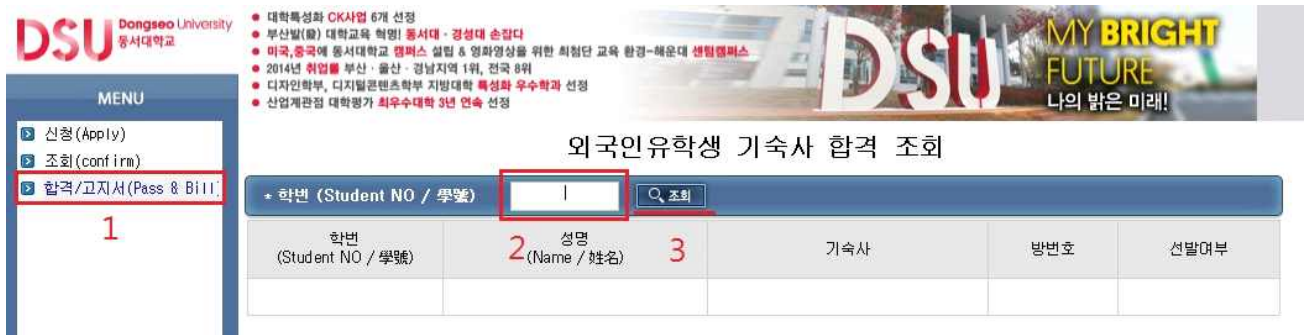 DSU Dongseo University
동서대학교
• 대학특성화 CK사업 6개 선정
• 부산발(發) 대학교육 혁명! 동서대 · 경성대 손잡다
• 미국,중국에 동서대학교 캠퍼스 설립 & 영화영상을 위한 최첨단 교육 환경-해운대 센텀캠퍼스
• 2014년 취업률 부산 · 울산 · 경남지역 1위, 전국 8위
• 디자인학부, 디지털콘텐츠학부 지방대학 특성화 우수학과 선정
• 산업계관점 대학평가 최우수대학 3년 연속 선정
DSU
MY BRIGHT
FUTURE
나의 밝은 미래!
MENU
신청(Apply)
조회(confirm)
합격/고지서(Pass & Bill)
1
외국인유학생 기숙사 합격 조회
* 학번 (Student NO / 學號)
조회
2
3
학번
(Student NO / 學號)
성명
(Name / 姓名)
기숙사
방번호
선발여부